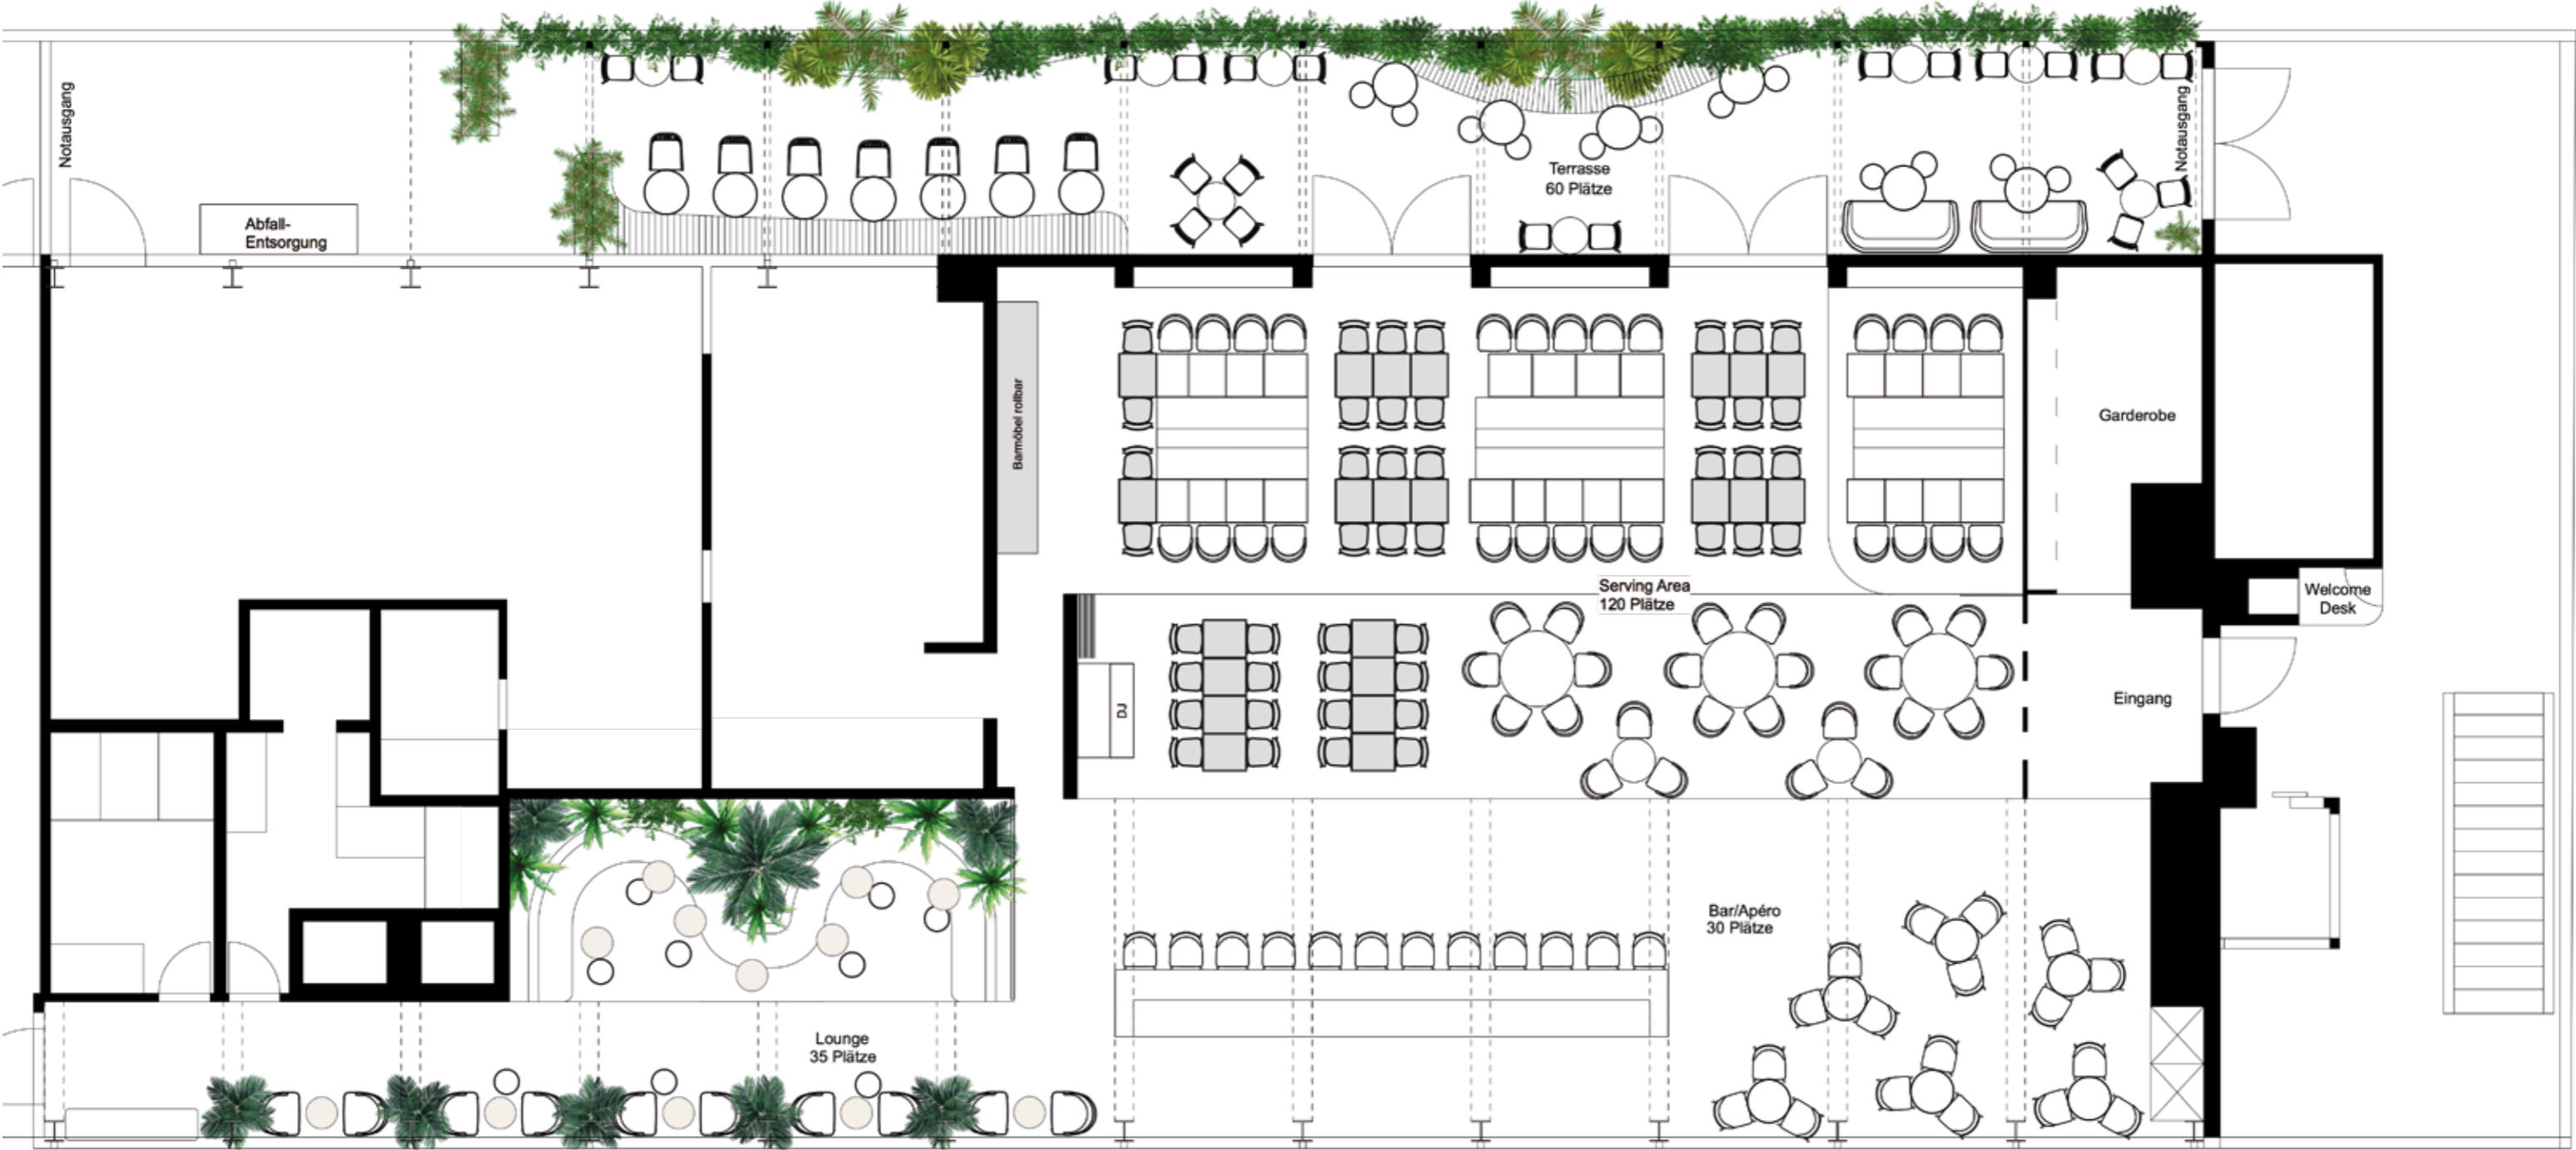 Notausgang
Abfall-
Entsorgung
Terrasse
60 Plätze
Notausgang
Barmöbel rollbar
Garderobe
Serving Area
120 Plätze
Welcome
Desk
DJ
Eingang
Bar/Apéro
30 Plätze
Lounge
35 Plätze